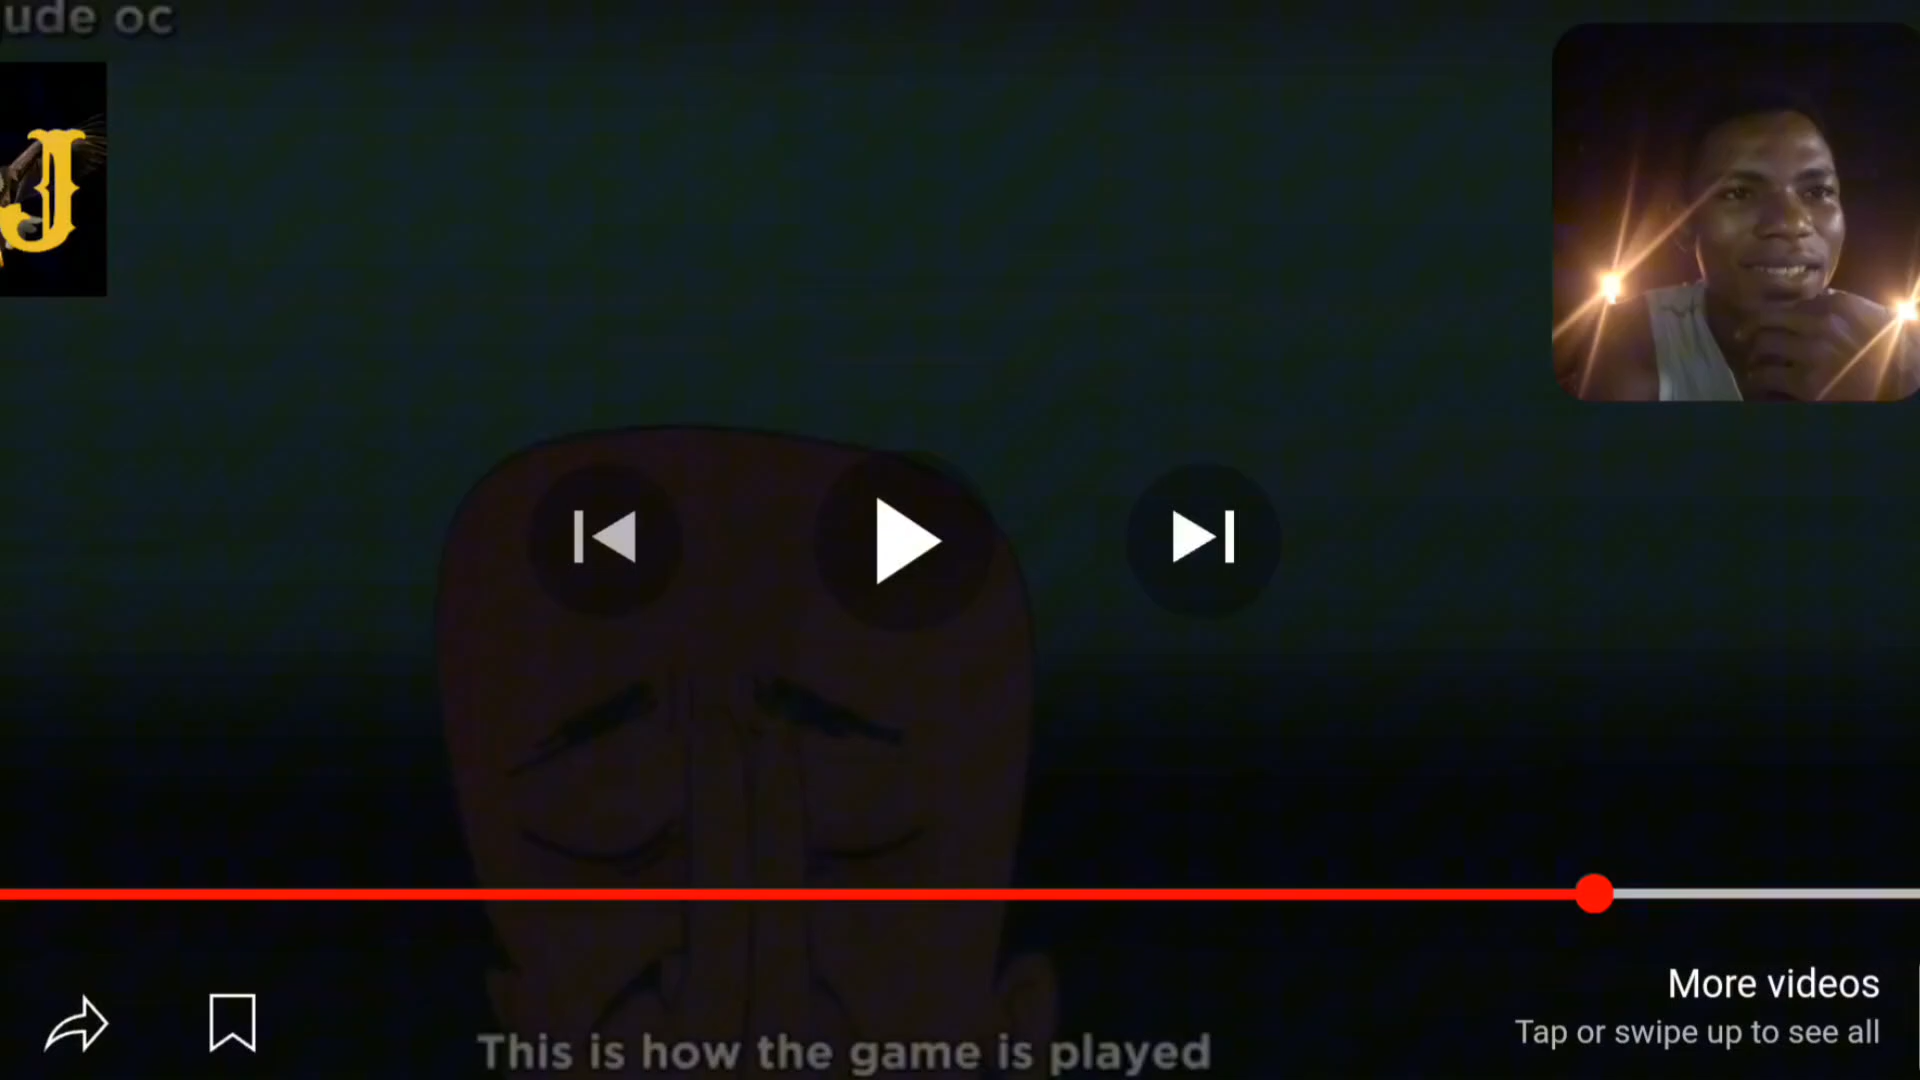 ude oc
J
More videos
Tap or swipe up to see all
This is how the game is played